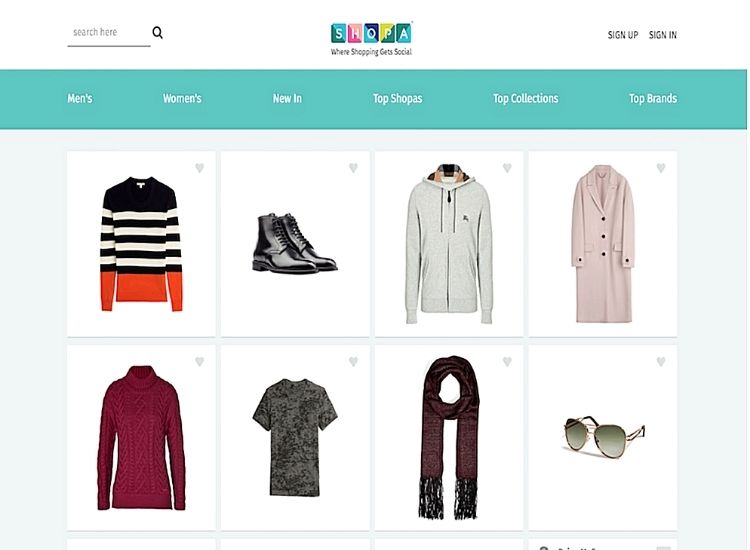 search here
SHOPA
Where Shopping Gets Social
SIGN UP SIGN IN
Men's Women's New In Top Shopas Top Collections Top Brands